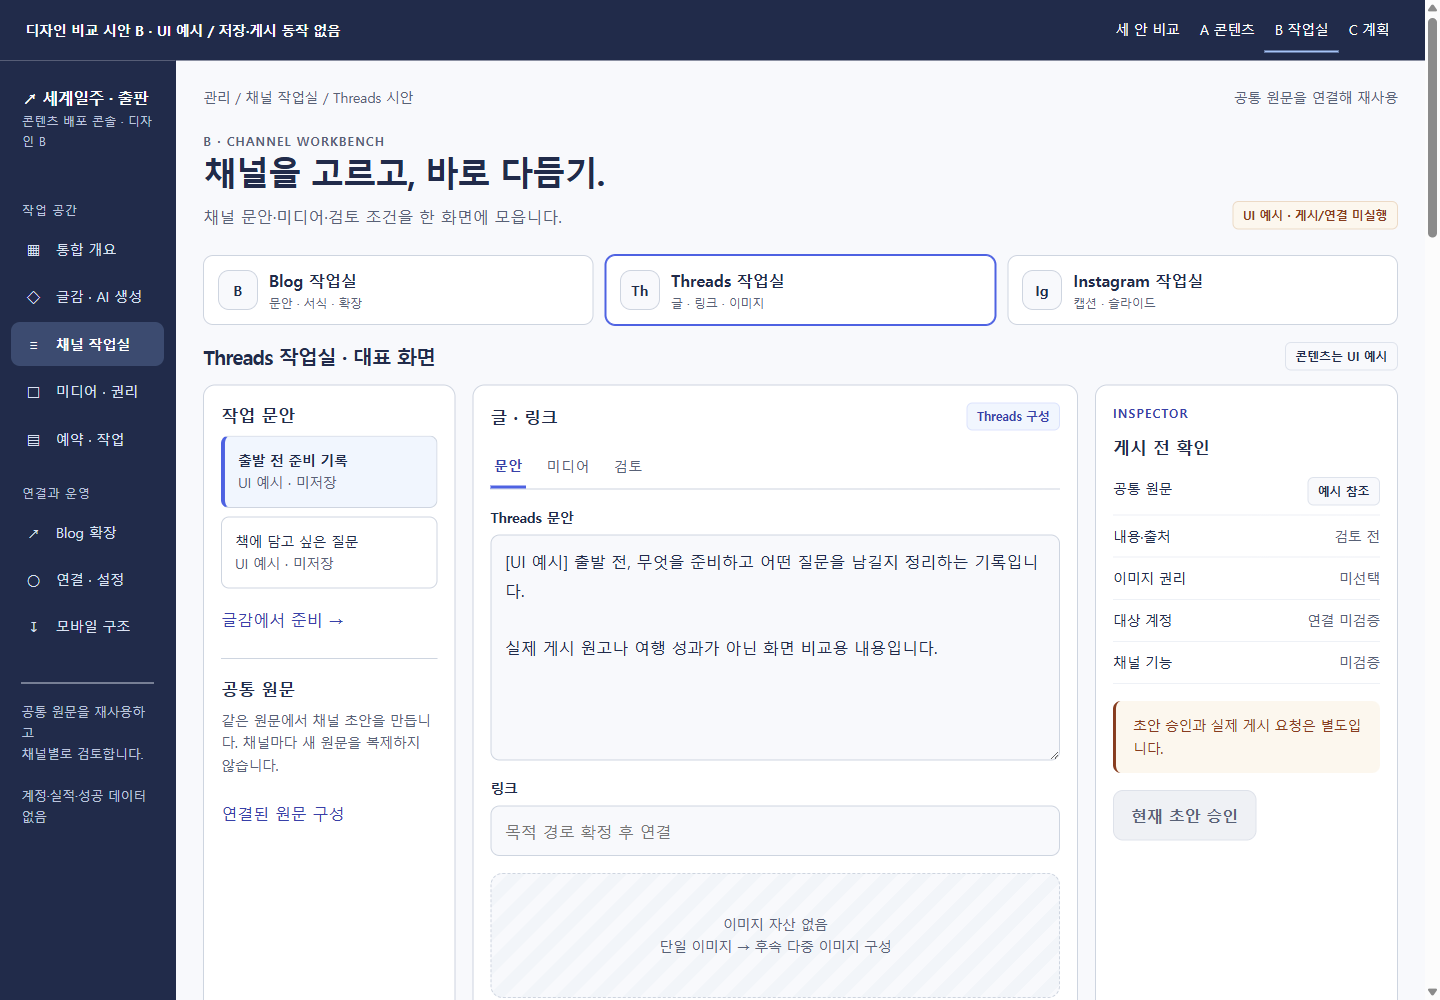 디자인 비교 시안 B · UI 예시 / 저장·게시 동작 없음
세 안 비교
A 콘텐츠
B 작업실
C 계획
↗ 세계일주 · 출판
콘텐츠 배포 콘솔 · 디자
인 B
작업 공간
통합 개요
글감 · AI 생성
채널 작업실
미디어 · 권리
예약 · 작업
연결과 운영
↗ Blog 확장
연결 · 설정
모바일 구조
공통 원문을 재사용하
고
채널별로 검토합니다.
계정·실적·성공 데이터
없음
관리 / 채널 작업실 / Threads 시안
공통 원문을 연결해 재사용
B · CHANNEL WORKBENCH
채널을 고르고, 바로 다듬기.
채널 문안·미디어·검토 조건을 한 화면에 모읍니다.
UI 예시 · 게시/연결 미실행
B
Blog 작업실
문안 · 서식 · 확장
Th
Threads 작업실
글 · 링크 · 이미지
Ig
Instagram 작업실
캡션 · 슬라이드
Threads 작업실 · 대표 화면
콘텐츠는 UI 예시
작업 문안
출발 전 준비 기록
UI 예시 · 미저장
책에 담고 싶은 질문
UI 예시 · 미저장
글감에서 준비 →
공통 원문
같은 원문에서 채널 초안을 만듭니
다. 채널마다 새 원문을 복제하지
않습니다.
연결된 원문 구성
글 · 링크
Threads 구성
문안
미디어
검토
Threads 문안
[UI 예시] 출발 전, 무엇을 준비하고 어떤 질문을 남길지 정리하는 기록입니
다.
실제 게시 원고나 여행 성과가 아닌 화면 비교용 내용입니다.
링크
목적 경로 확정 후 연결
이미지 자산 없음
단일 이미지 → 후속 다중 이미지 구성
INSPECTOR
게시 전 확인
공통 원문
예시 참조
내용·출처
검토 전
이미지 권리
미선택
대상 계정
연결 미검증
채널 기능
미검증
초안 승인과 실제 게시 요청은 별도입
니다.
현재 초안 승인